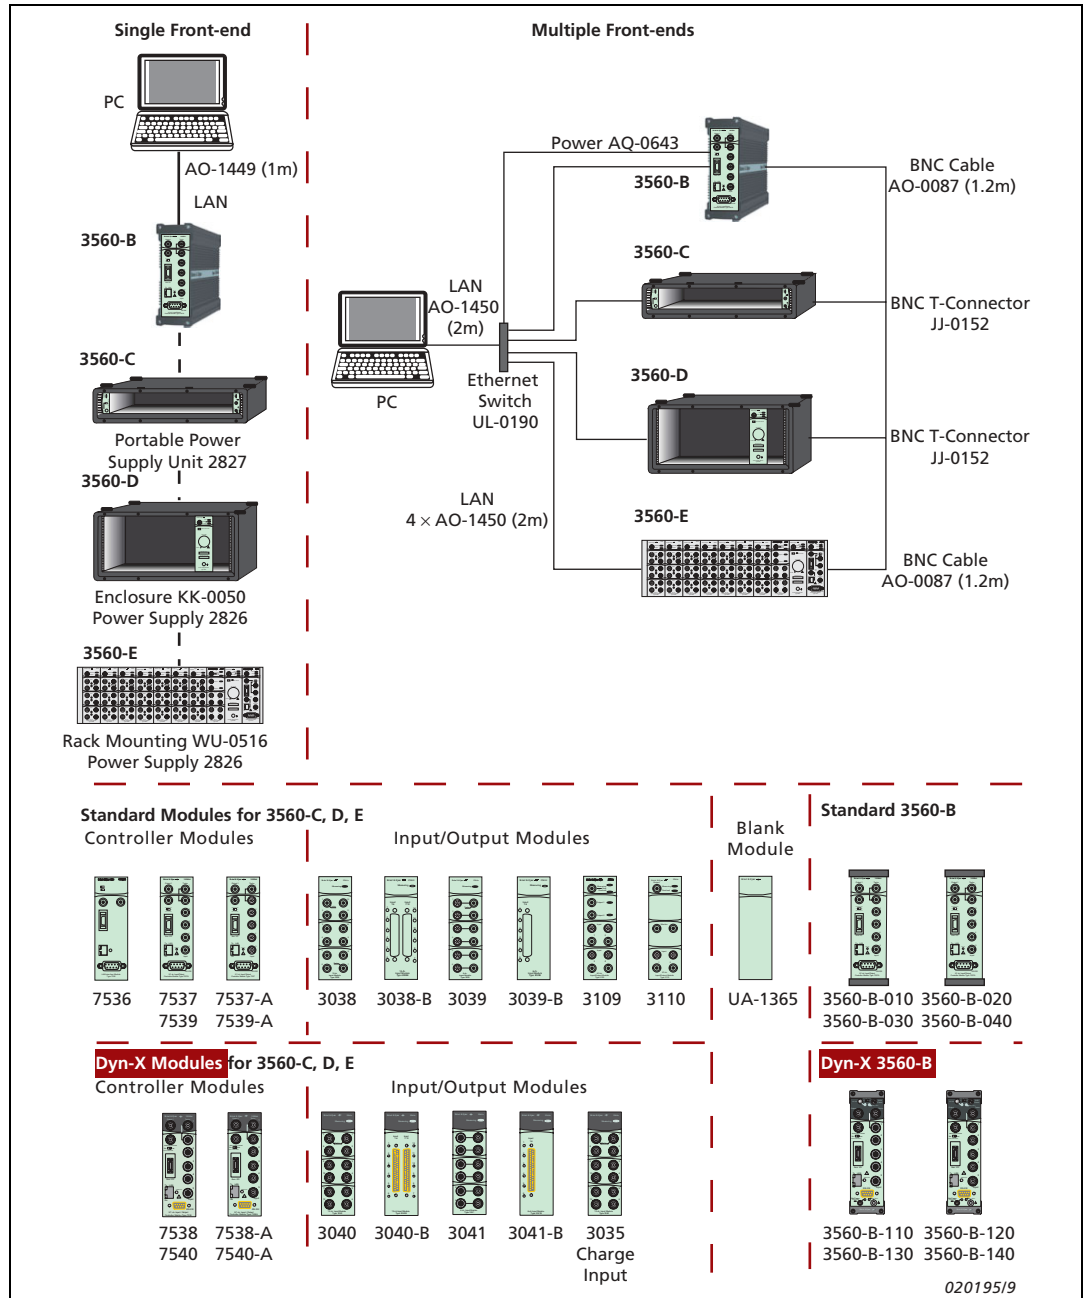 Single Front-end
Multiple Front-ends
PC
AO-1449 (1m)
LAN
3560-B
3560-C
Portable Power
Supply Unit 2827
3560-D
Enclosure KK-0050
Power Supply 2826
3560-E
Rack Mounting WU-0516
Power Supply 2826
Power AQ-0643
3560-B
BNC Cable
AO-0087 (1.2m)
3560-C
LAN
AO-1450
(2m)
BNC T-Connector
JJ-0152
PC
Ethernet
Switch
UL-0190
3560-D
BNC T-Connector
JJ-0152
LAN
4 × AO-1450 (2m)
3560-E
BNC Cable
AO-0087 (1.2m)
Standard Modules for 3560-C, D, E
Controller Modules
Input/Output Modules
Blank
Module
Standard 3560-B
7536
7537
7539
7537-A
7539-A
3038
3038-B
3039
3039-B
3109
3110
UA-1365
3560-B-010
3560-B-030
3560-B-020
3560-B-040
Dyn-X Modules for 3560-C, D, E
Controller Modules
Input/Output Modules
Dyn-X 3560-B
7538
7540
7538-A
7540-A
3040
3040-B
3041
3041-B
3035
Charge
Input
3560-B-110
3560-B-130
3560-B-120
3560-B-140
020195/9